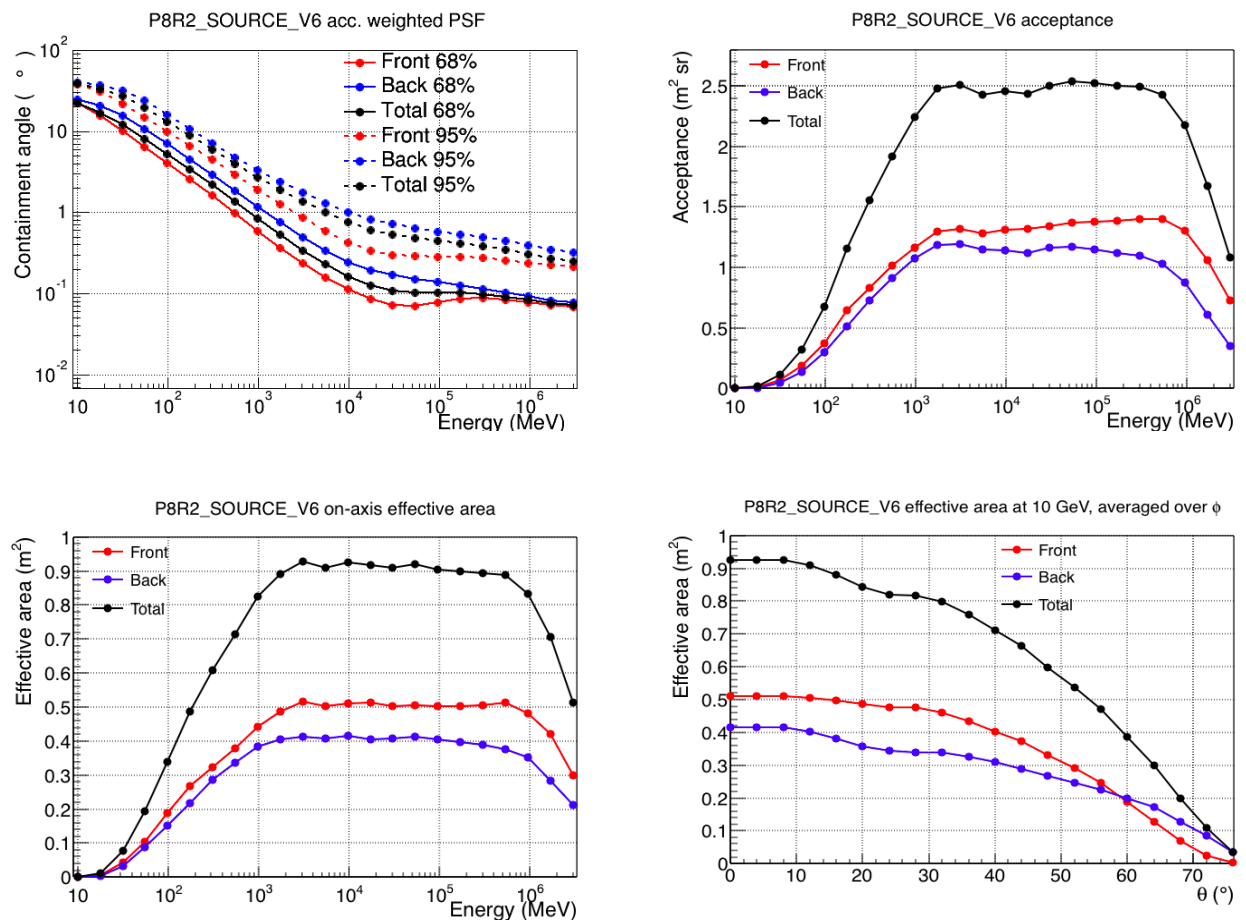 P8R2_SOURCE_V6 acc. weighted PSF
Containment angle ( ° )
10²
10
1
10⁻¹
10⁻²
Front 68%
Back 68%
Total 68%
Front 95%
Back 95%
Total 95%
10 10² 10³ 10⁴ 10⁵ 10⁶
Energy (MeV)
P8R2_SOURCE_V6 acceptance
Acceptance (m² sr)
2.5
2
1.5
1
0.5
0
Front
Back
Total
10 10² 10³ 10⁴ 10⁵ 10⁶
Energy (MeV)
P8R2_SOURCE_V6 on-axis effective area
Effective area (m²)
1
0.9
0.8
0.7
0.6
0.5
0.4
0.3
0.2
0.1
0
Front
Back
Total
10 10² 10³ 10⁴ 10⁵ 10⁶
Energy (MeV)
P8R2_SOURCE_V6 effective area at 10 GeV, averaged over ϕ
Effective area (m²)
1
0.9
0.8
0.7
0.6
0.5
0.4
0.3
0.2
0.1
0
Front
Back
Total
0 10 20 30 40 50 60 70
θ (°)